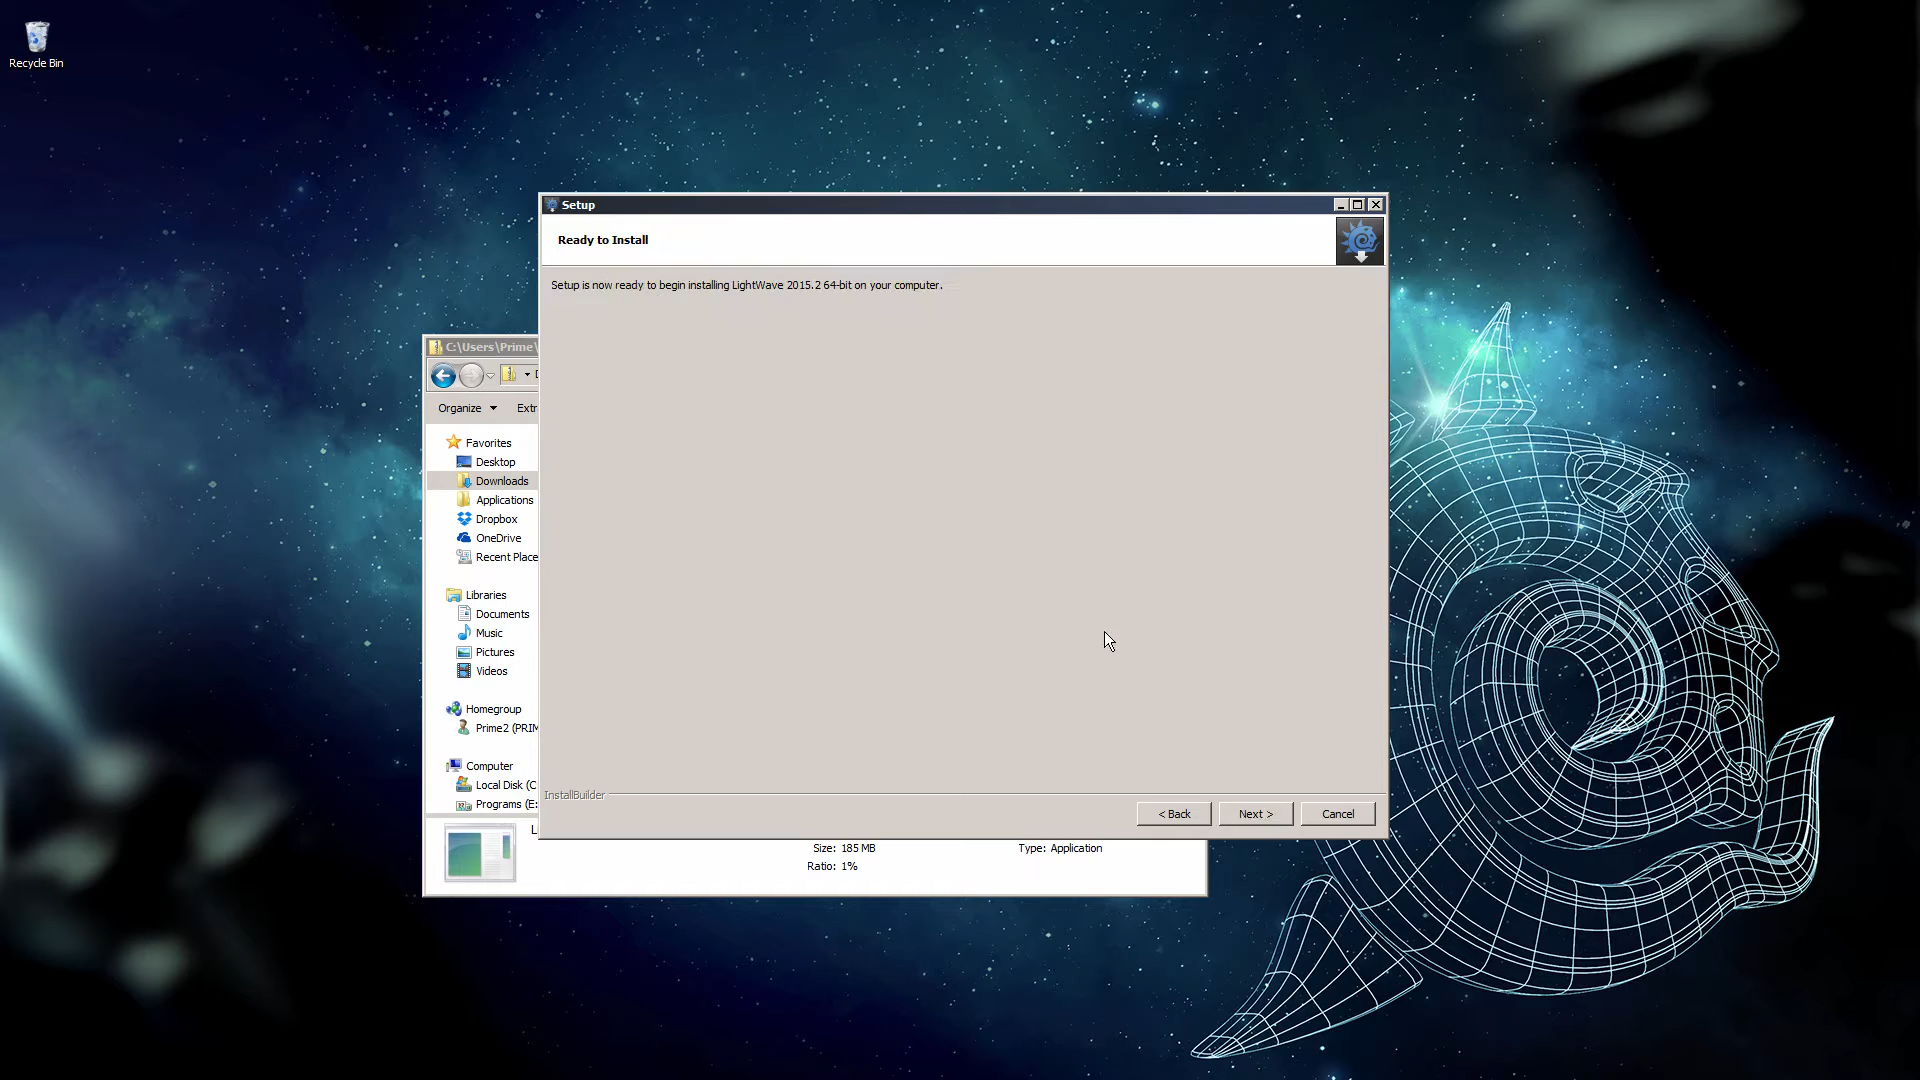 Recycle Bin
Setup
Ready to Install
Setup is now ready to begin installing LightWave 2015.2 64-bit on your computer.
C:\Users\Prime\
Organize
Favorites
Desktop
Downloads
Applications
Dropbox
OneDrive
Recent Place
Libraries
Documents
Music
Pictures
Videos
Homegroup
Prime2 (PRIM
Computer
Local Disk (C
Programs (E:
InstallBuilder
< Back
Next >
Cancel
Size: 185 MB
Type: Application
Ratio: 1%